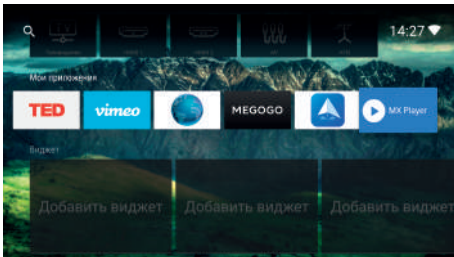 14:27
Мои приложения
TED vimeo MEGOGO MX Player
Виджет
Добавить виджет Добавить виджет Добавить виджет